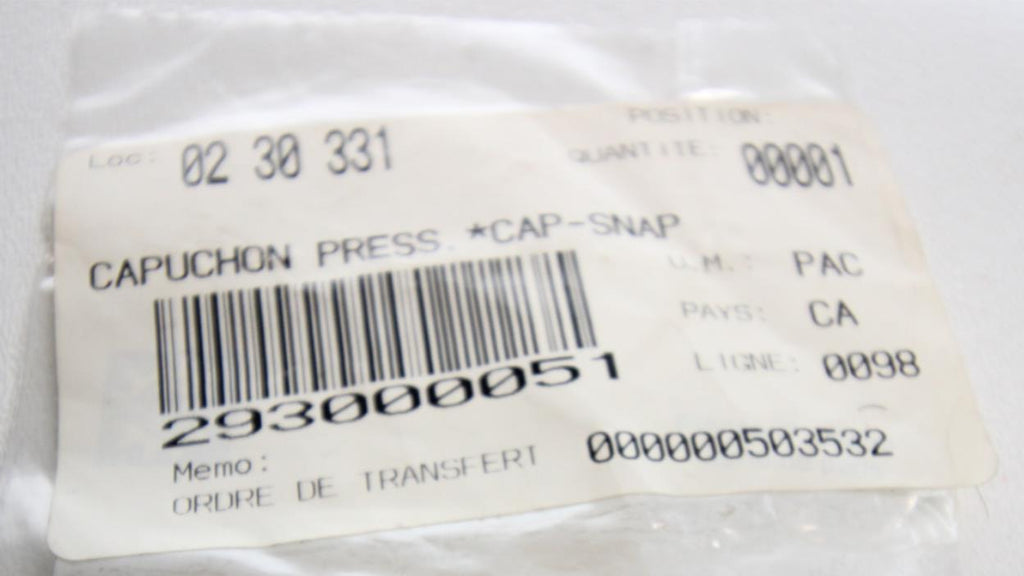 POSITION:
Loc: 02 30 331 QUANTITE: 00001
CAPUCHON PRESS. *CAP-SNAP
U.M.: PAC
PAYS: CA
293000051
LIGNE: 0098
Memo:
ORDRE DE TRANSFERT 000000503532